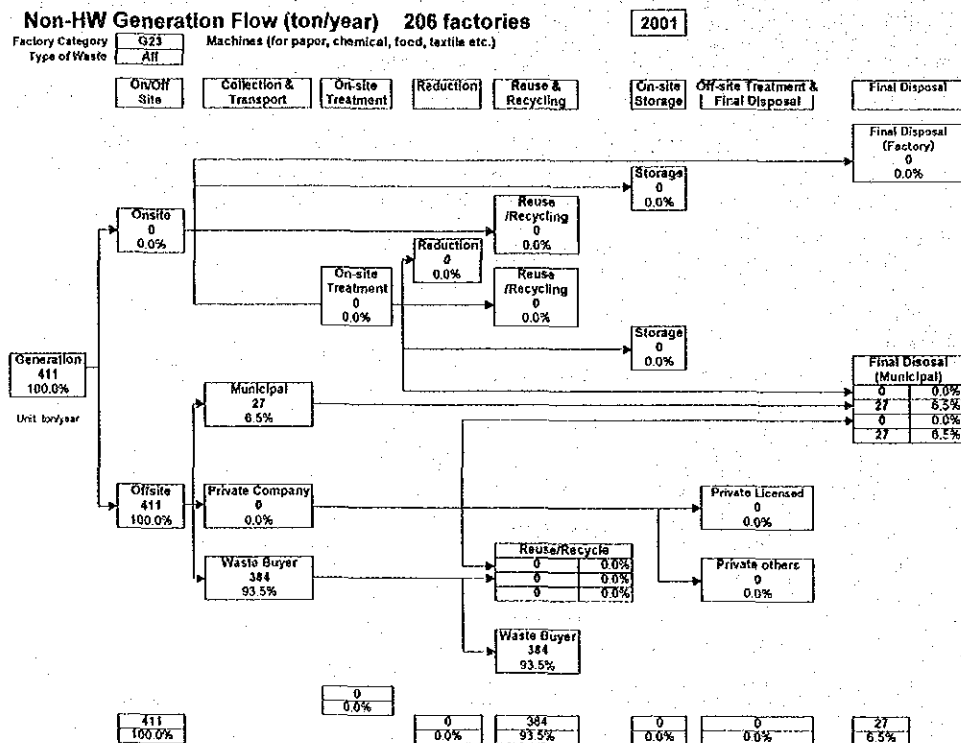 Non-HW Generation Flow (ton/year) 206 factories 2001
Factory Category G23 Machines (for papor, chemical, food, textile etc.)
Type of Waste All
On/Off Site
Collection & Transport
On-site Treatment
Reduction
Reuse & Recycling
On-site Storage
Off-site Treatment & Final Disposal
Final Disposal
Final Disposal
(Factory)
0
0.0%
Storage
0
0.0%
Onsite
0
0.0%
Reuse
/Recycling
0
0.0%
Reduction
0
0.0%
On-site
Treatment
0
0.0%
Reuse
/Recycling
0
0.0%
Storage
0
0.0%
Generation
411
100.0%
Unit ton/year
Municipal
27
6.5%
Final Disosal
(Municipal)
0 0.0%
27 6.5%
0 0.0%
27 6.5%
Offsite
411
100.0%
Private Company
0
0.0%
Private Licensed
0
0.0%
Waste Buyer
384
93.5%
Reuse/Recycle
0 0.0%
0 0.0%
0 0.0%
Private others
0
0.0%
Waste Buyer
384
93.5%
0
0.0%
411 0 384 0 0 27
100.0% 0.0% 93.5% 0.0% 0.0% 6.5%